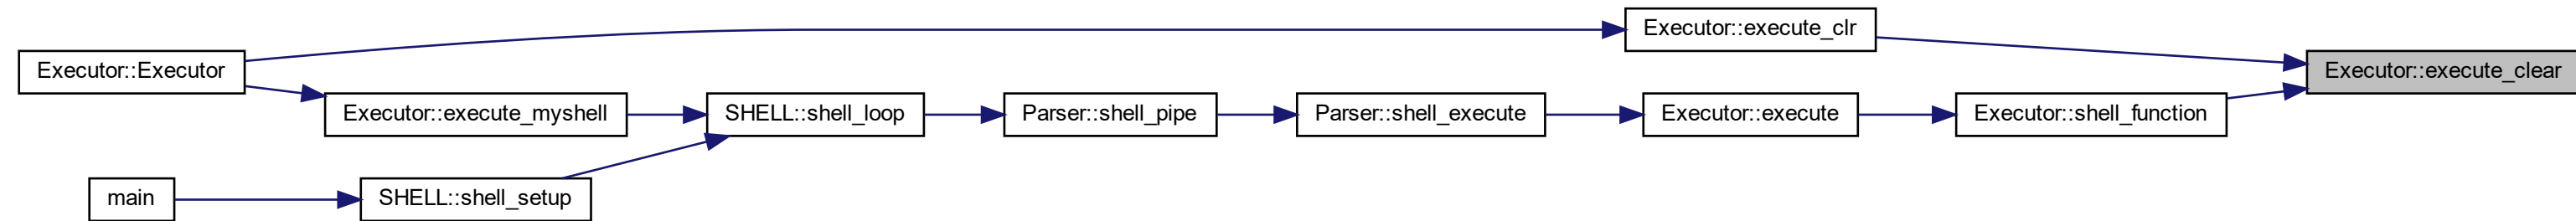 Executor::execute_clr
Executor::Executor
Executor::execute_clear
Executor::execute_myshell
SHELL::shell_loop
Parser::shell_pipe
Parser::shell_execute
Executor::execute
Executor::shell_function
main
SHELL::shell_setup